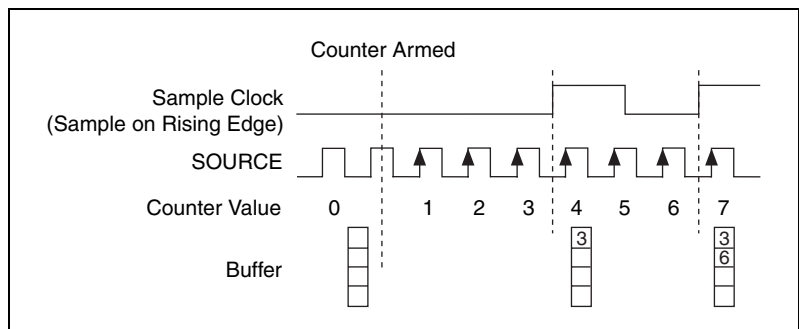 Counter Armed
Sample Clock
(Sample on Rising Edge)
SOURCE
Counter Value 0 1 2 3 4 5 6 7
Buffer
3 3
6